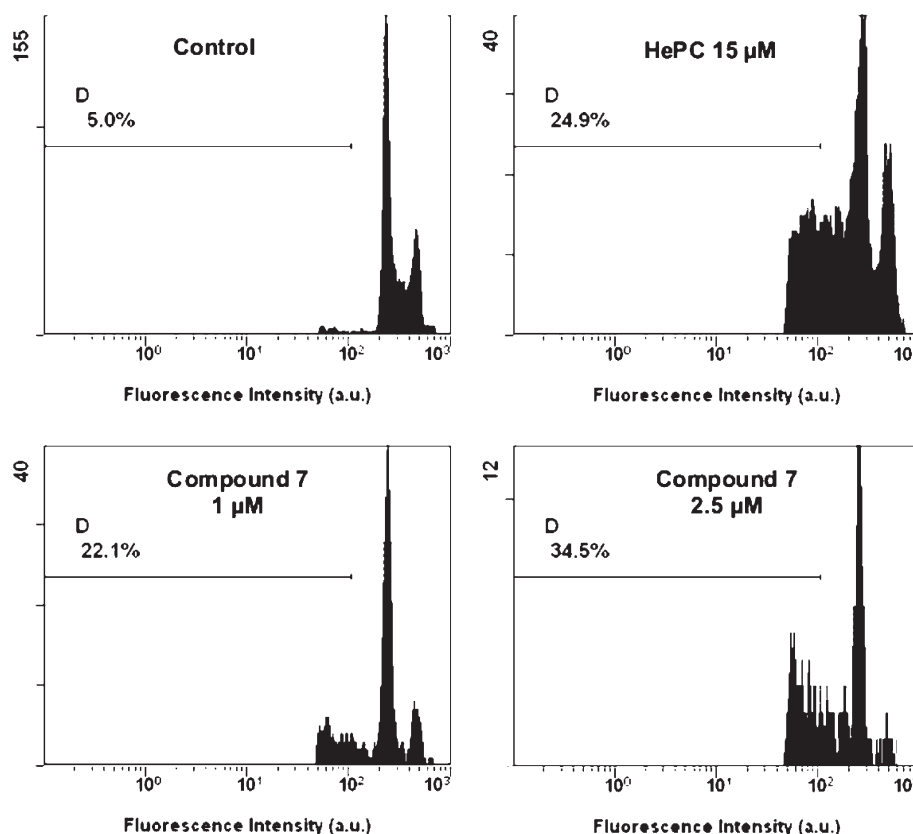 155
Control
D
5.0%
10⁰ 10¹ 10² 10³
Fluorescence Intensity (a.u.)
40
HePC 15 µM
D
24.9%
10⁰ 10¹ 10² 10
Fluorescence Intensity (a.u.)
40
Compound 7
1 µM
D
22.1%
10⁰ 10¹ 10² 10³
Fluorescence Intensity (a.u.)
12
Compound 7
2.5 µM
D
34.5%
10⁰ 10¹ 10² 10
Fluorescence Intensity (a.u.)